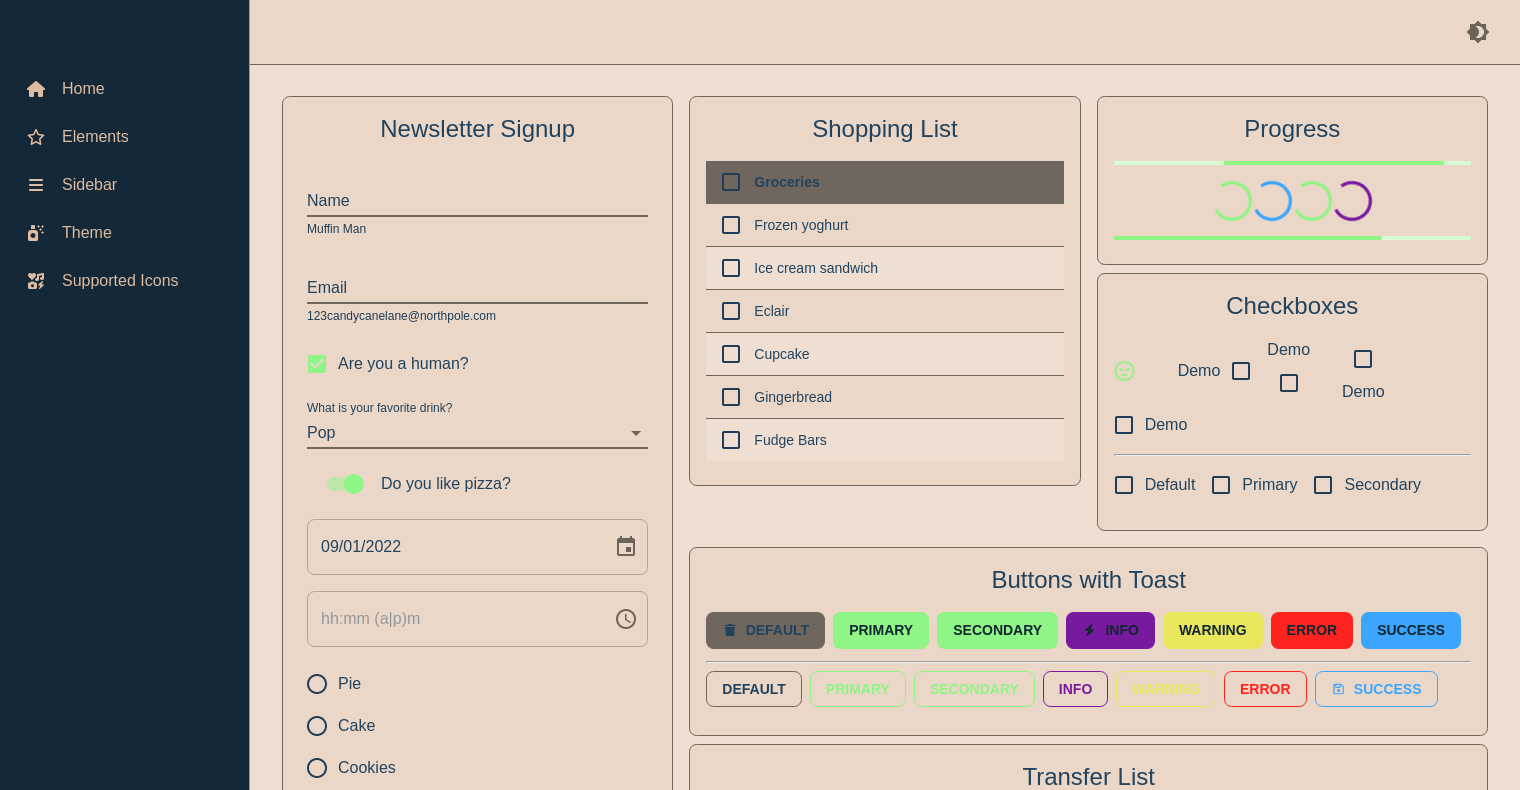 Home
Elements
Sidebar
Theme
Supported Icons
Newsletter Signup
Name
Muffin Man
Email
123candycanelane@northpole.com
Are you a human?
What is your favorite drink?
Pop
Do you like pizza?
09/01/2022
hh:mm (a|p)m
Pie
Cake
Cookies
Shopping List
Groceries
Frozen yoghurt
Ice cream sandwich
Eclair
Cupcake
Gingerbread
Fudge Bars
Progress
Checkboxes
Demo
Demo
Demo
Demo
Default Primary Secondary
Buttons with Toast
DEFAULT PRIMARY SECONDARY INFO WARNING ERROR SUCCESS
DEFAULT PRIMARY SECONDARY INFO WARNING ERROR SUCCESS
Transfer List